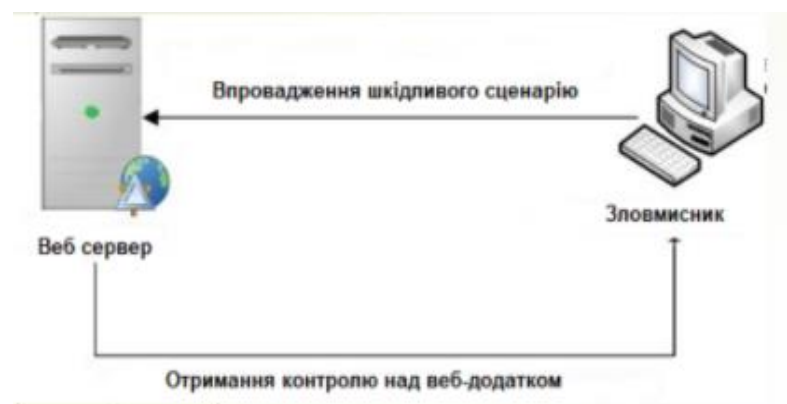 Впровадження шкідливого сценарію
Зловмисник
Веб сервер
Отримання контролю над веб-додатком